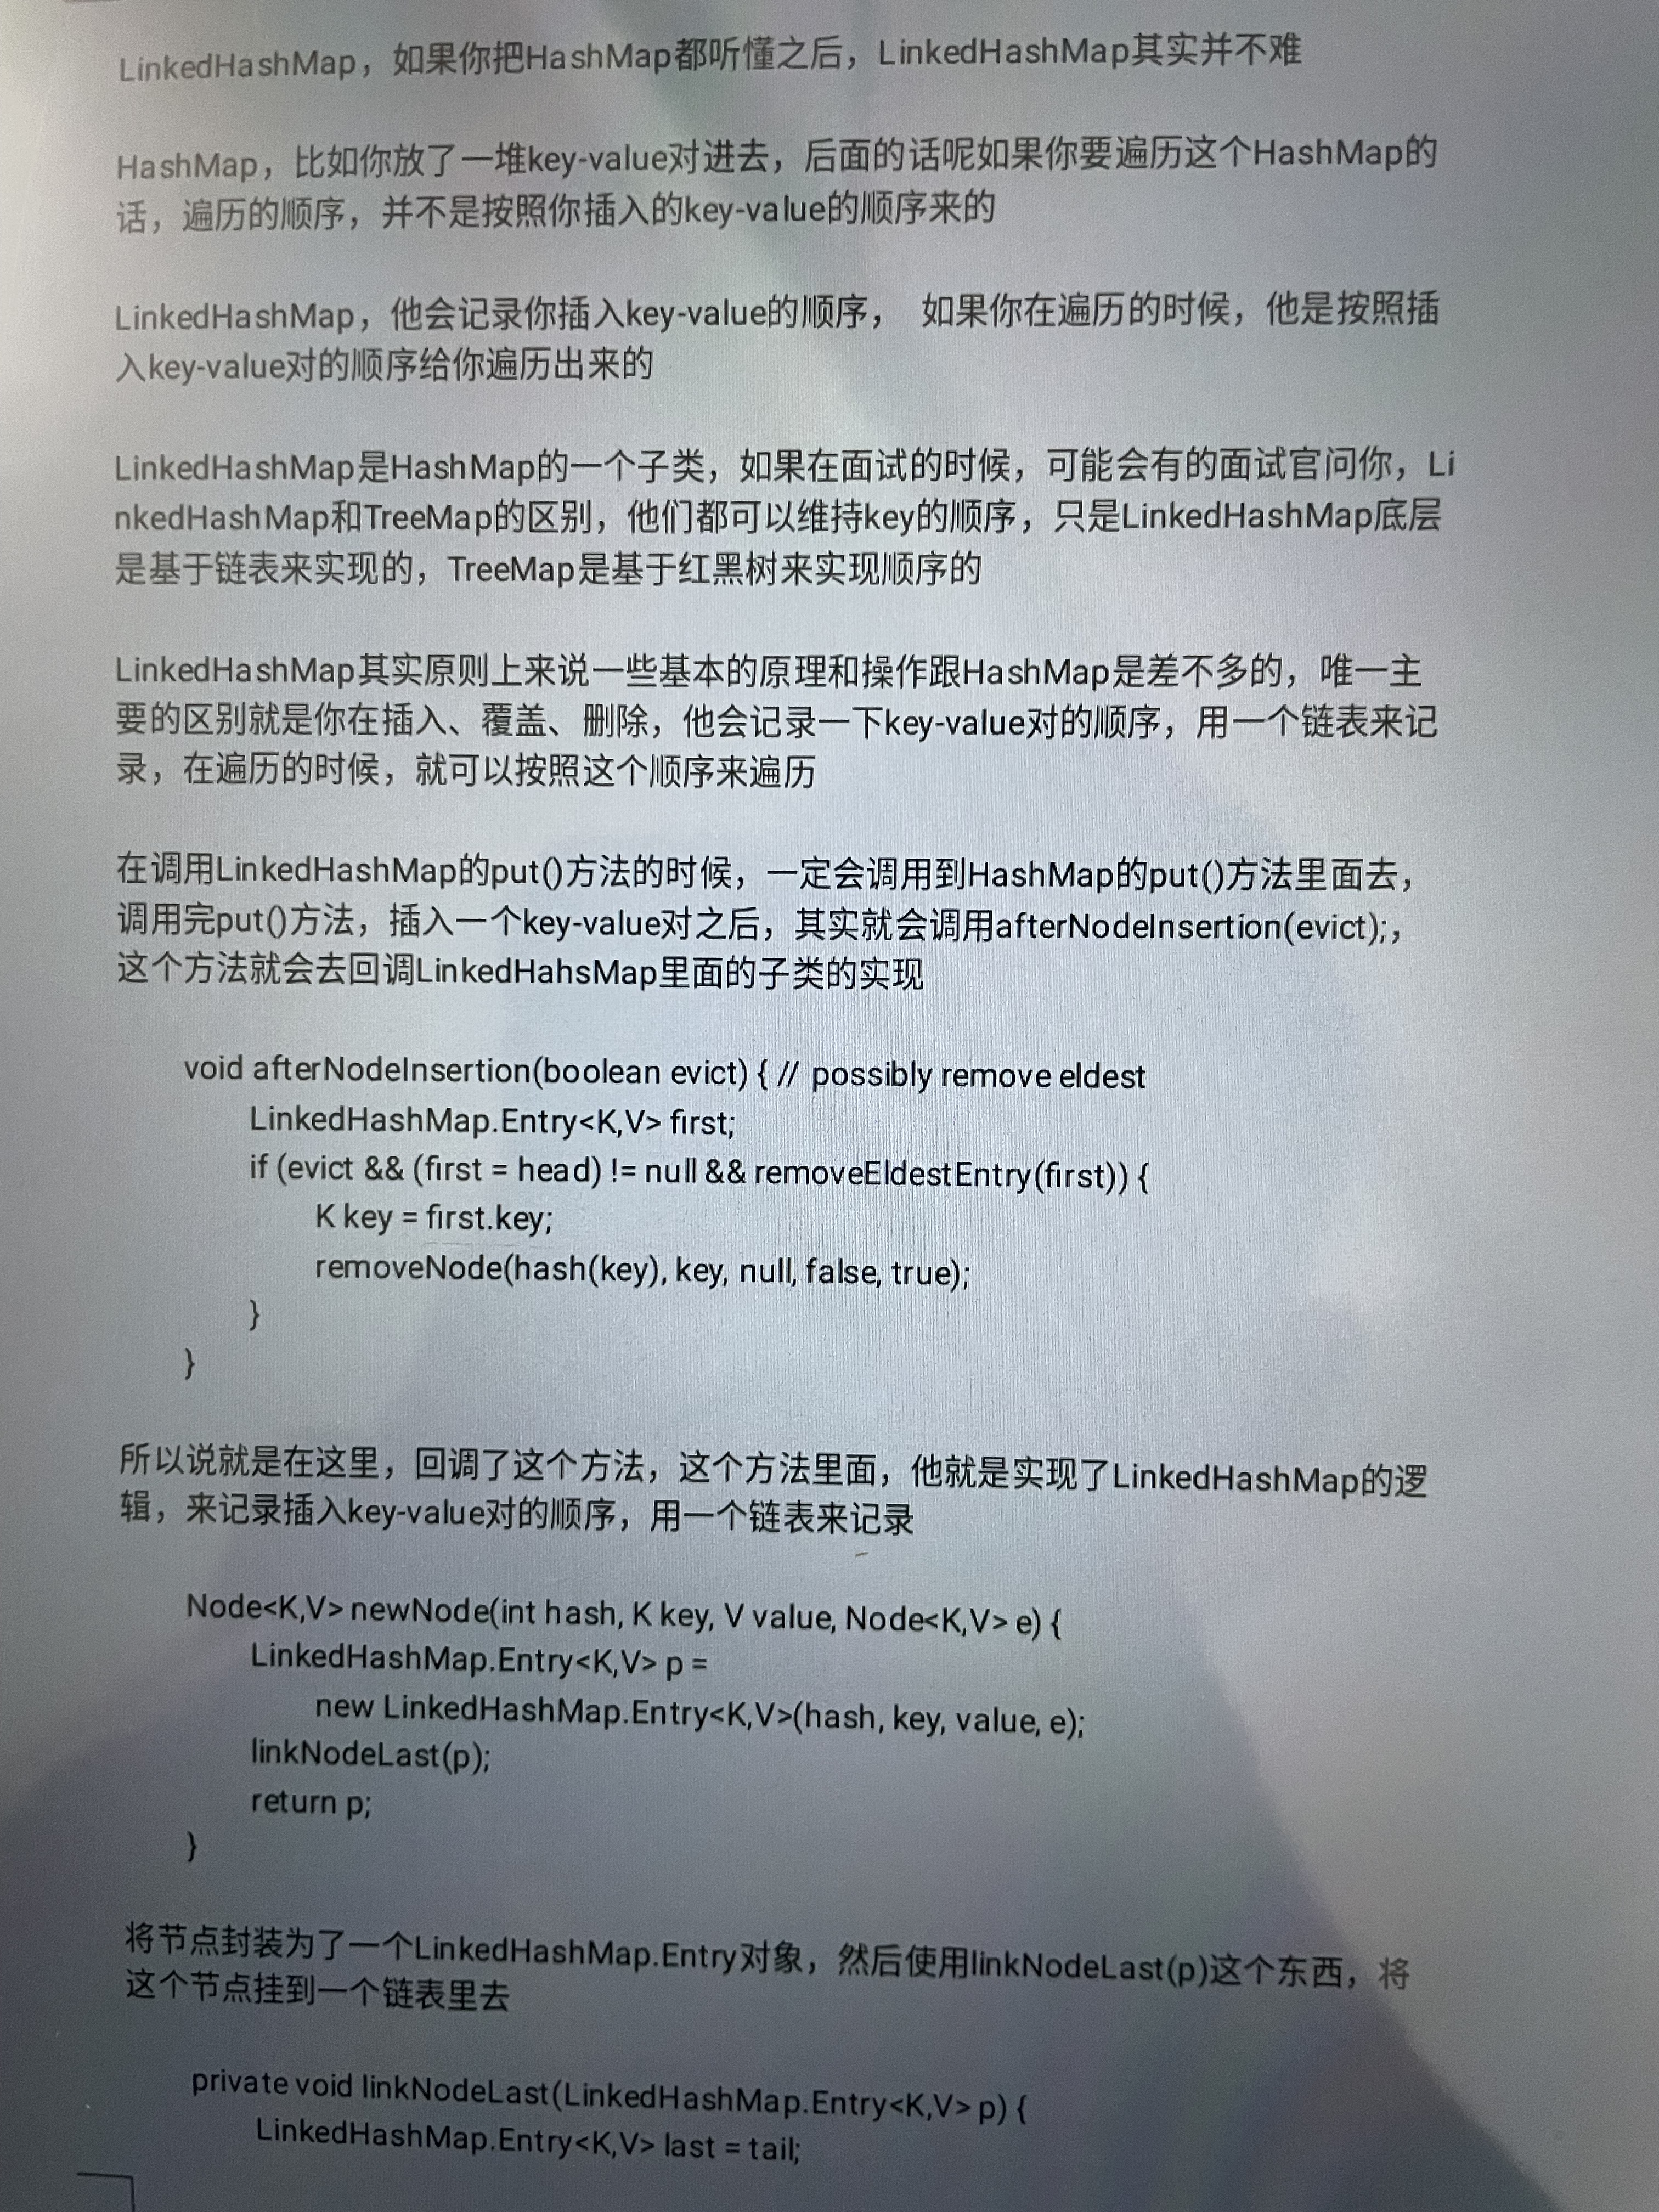 LinkedHashMap，如果你把HashMap都听懂之后，LinkedHashMap其实并不难
HashMap，比如你放了一堆key-value对进去，后面的话呢如果你要遍历这个HashMap的
话，遍历的顺序，并不是按照你插入的key-value的顺序来的
LinkedHashMap，他会记录你插入key-value的顺序， 如果你在遍历的时候，他是按照插
入key-value对的顺序给你遍历出来的
LinkedHashMap是HashMap的一个子类，如果在面试的时候，可能会有的面试官问你，Li
nkedHashMap和TreeMap的区别，他们都可以维持key的顺序，只是LinkedHashMap底层
是基于链表来实现的，TreeMap是基于红黑树来实现顺序的
LinkedHashMap其实原则上来说一些基本的原理和操作跟HashMap是差不多的，唯一主
要的区别就是你在插入、覆盖、删除，他会记录一下key-value对的顺序，用一个链表来记
录，在遍历的时候，就可以按照这个顺序来遍历
在调用LinkedHashMap的put()方法的时候，一定会调用到HashMap的put()方法里面去，
调用完put()方法，插入一个key-value对之后，其实就会调用afterNodeInsertion(evict);，
这个方法就会去回调LinkedHahsMap里面的子类的实现
void afterNodeInsertion(boolean evict) { // possibly remove eldest
LinkedHashMap.Entry<K,V> first;
if (evict && (first = head) != null && removeEldestEntry(first)) {
K key = first.key;
removeNode(hash(key), key, null, false, true);
}
}
所以说就是在这里，回调了这个方法，这个方法里面，他就是实现了LinkedHashMap的逻
辑，来记录插入key-value对的顺序，用一个链表来记录
Node<K,V> newNode(int hash, K key, V value, Node<K,V> e) {
LinkedHashMap.Entry<K,V> p =
new LinkedHashMap.Entry<K,V>(hash, key, value, e);
linkNodeLast(p);
return p;
}
将节点封装为了一个LinkedHashMap.Entry对象，然后使用linkNodeLast(p)这个东西，将
这个节点挂到一个链表里去
private void linkNodeLast(LinkedHashMap.Entry<K,V> p) {
LinkedHashMap.Entry<K,V> last = tail;